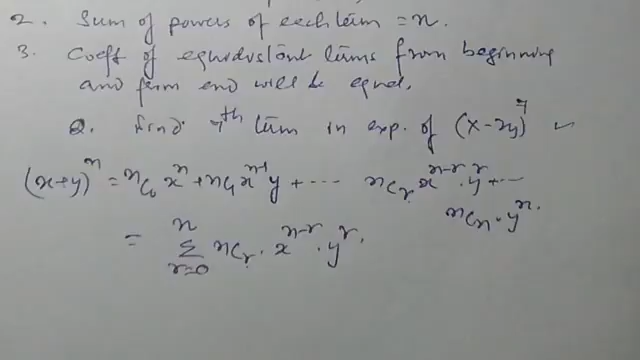 2. Sum of powers of each term = n.
3. Coeff of equidistant terms from beginning
and from end will be equal.
Q. Find 7th term in exp. of (x-2y)^7
(x+y)^n = nC₀ x^n + nC₁ x^{n-1} y + ---- nCᵣ x^{n-r}. y^r + ---
nCₙ . y^n.
= Σ_{r=0}^{n} nCᵣ . x^{n-r} . y^r.